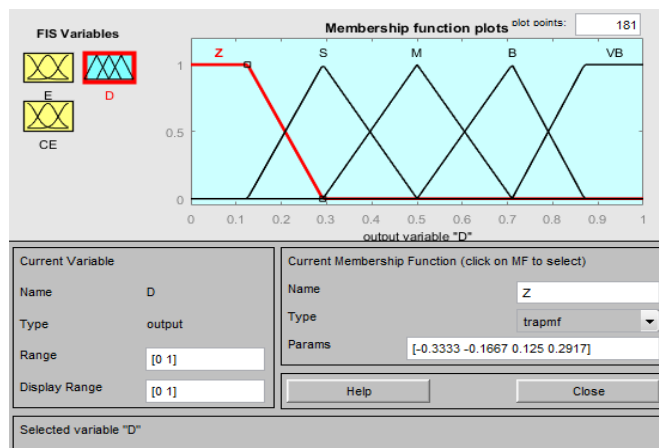 FIS Variables
E
D
CE
Membership function plots plot points: 181
Z S M B VB
1
0.5
0
0 0.1 0.2 0.3 0.4 0.5 0.6 0.7 0.8 0.9 1
output variable "D"
Current Variable
Name D
Type output
Range [0 1]
Display Range [0 1]
Current Membership Function (click on MF to select)
Name Z
Type trapmf
Params [-0.3333 -0.1667 0.125 0.2917]
Help Close
Selected variable "D"